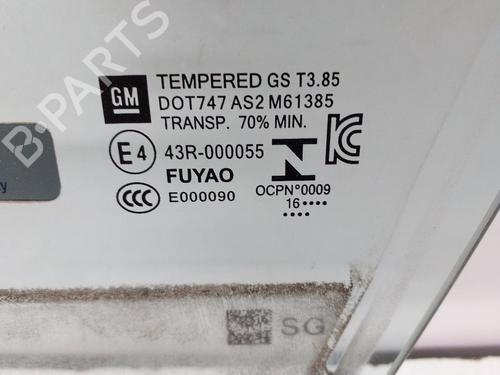 B-PARTS
GM
TEMPERED GS T3.85
DOT747 AS2 M61385
TRANSP. 70% MIN.
E4 43R-000055
N
KC
FUYAO
CCC E000090
OCPN°0009
16
SG